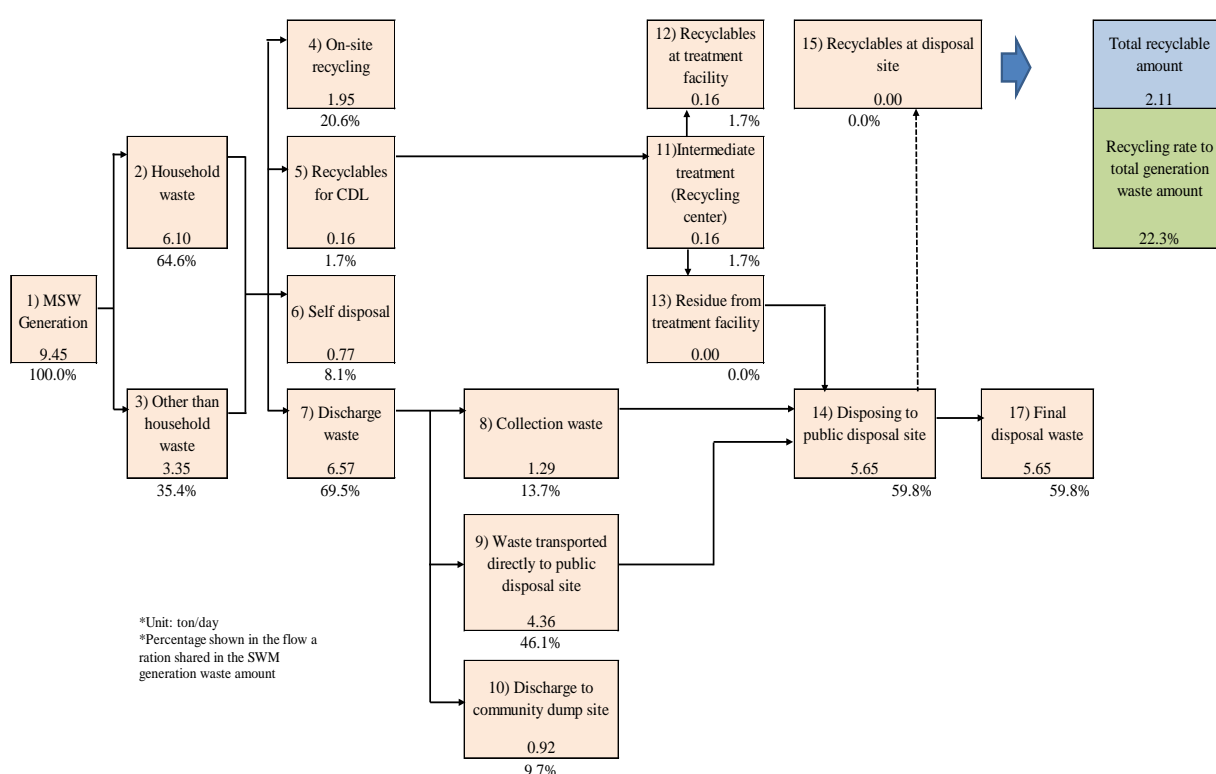 1) MSW
Generation
9.45
100.0%
2) Household
waste
6.10
64.6%
3) Other than
household
waste
3.35
35.4%
4) On-site
recycling
1.95
20.6%
5) Recyclables
for CDL
0.16
1.7%
6) Self disposal
0.77
8.1%
7) Discharge
waste
6.57
69.5%
8) Collection waste
1.29
13.7%
9) Waste transported
directly to public
disposal site
4.36
46.1%
10) Discharge to
community dump site
0.92
9.7%
12) Recyclables
at treatment
facility
0.16
1.7%
11)Intermediate
treatment
(Recycling
center)
0.16
1.7%
13) Residue from
treatment facility
0.00
0.0%
15) Recyclables at disposal
site
0.00
0.0%
14) Disposing to
public disposal site
5.65
59.8%
17) Final
disposal waste
5.65
59.8%
Total recyclable
amount
2.11
Recycling rate to
total generation
waste amount
22.3%
*Unit: ton/day
*Percentage shown in the flow a
ration shared in the SWM
generation waste amount